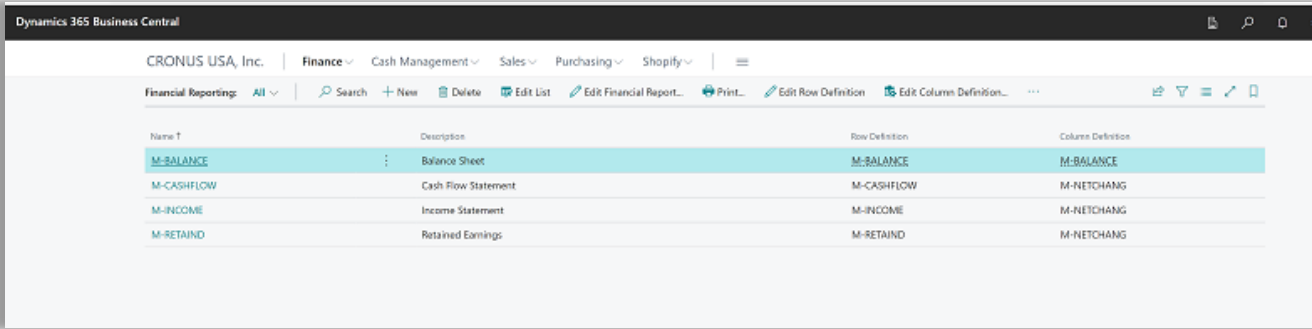 Dynamics 365 Business Central
CRONUS USA, Inc. Finance Cash Management Sales Purchasing Shopify
Financial Reporting: All Search New Delete Edit List Edit Financial Report... Print... Edit Row Definition Edit Column Definition... ...
Name ↑ Description Row Definition Column Definition
M-BALANCE Balance Sheet M-BALANCE M-BALANCE
M-CASHFLOW Cash Flow Statement M-CASHFLOW M-NETCHANG
M-INCOME Income Statement M-INCOME M-NETCHANG
M-RETAIND Retained Earnings M-RETAIND M-NETCHANG